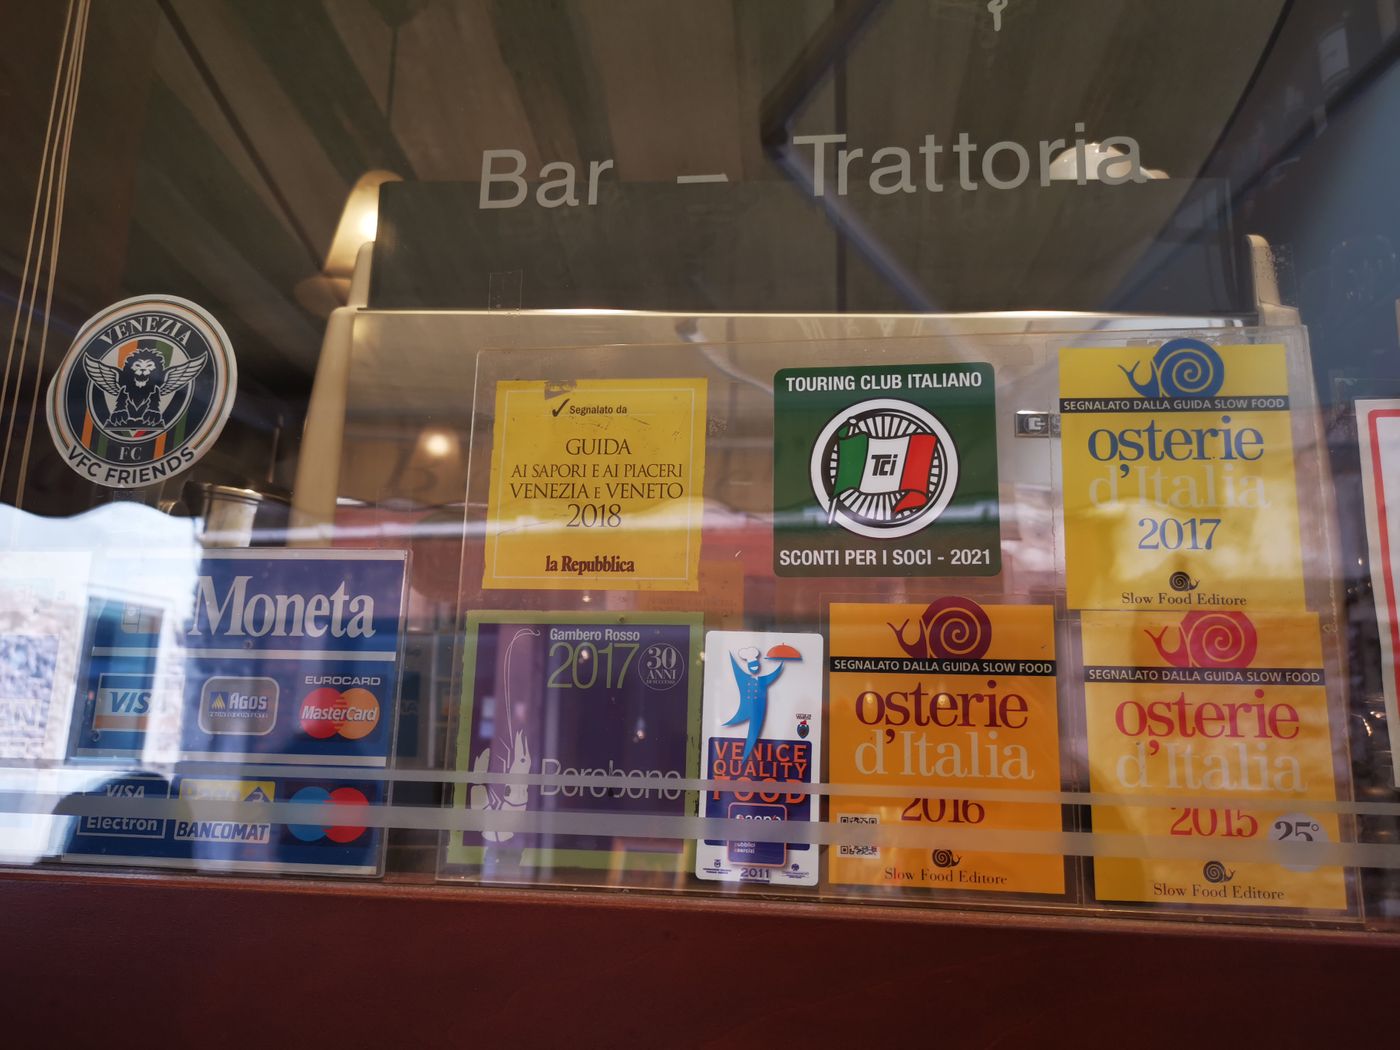 Bar – Trattoria
VENEZIA
FC
VFC FRIENDS
Moneta
VISA
AGOS
EUROCARD
MasterCard
VISA
Electron
BANCOMAT
✓ Segnalato da
GUIDA
AI SAPORI E AI PIACERI
VENEZIA E VENETO
2018
la Repubblica
TOURING CLUB ITALIANO
TCI
SCONTI PER I SOCI - 2021
SEGNALATO DALLA GUIDA SLOW FOOD
osterie
d'Italia
2017
Slow Food Editore
Gambero Rosso
2017
30
ANNI
Berebene
VENICE
QUALITY
FOOD
2011
SEGNALATO DALLA GUIDA SLOW FOOD
osterie
d'Italia
2016
Slow Food Editore
SEGNALATO DALLA GUIDA SLOW FOOD
osterie
d'Italia
2015
25°
Slow Food Editore